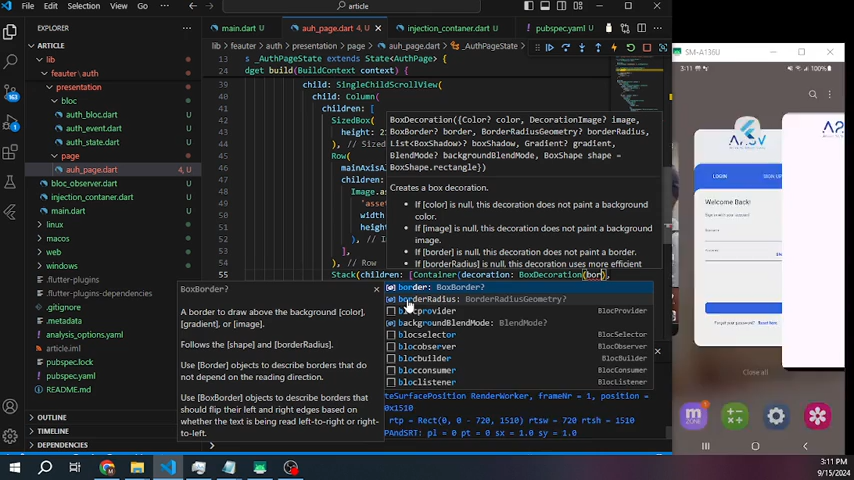 File Edit Selection View Go ...
article
EXPLORER
ARTICLE
lib
feauter \ auth
presentation
bloc
auth_bloc.dart
auth_event.dart
auth_state.dart
page
auh_page.dart 4, M
bloc_observer.dart
injection_contaner.dart
main.dart
linux
macos
web
windows
.flutter-plugins
.flutter-plugins-dependencies
.gitignore
.metadata
analysis_options.yaml
article.iml
pubspec.lock
pubspec.yaml
README.md
OUTLINE
TIMELINE
DEPENDENCIES
main.dart
auh_page.dart 4, M
injection_contaner.dart
pubspec.yaml
lib > feauter > auth > presentation > page > auh_page.dart > _AuthPageState
13 s _AuthPageState extends State<AuthPage> {
dget build(BuildContext context) {
39 child: SingleChildScrollView(
40 child: Column(
41 children: [
42 SizedBox(
43
44 ), // Si
45 Row(
46 mainAxisA
47 children:
48 Image.as
49 'asset
50 width
51 heigh
52 ), // I
53 ],
54 ), // Row
55 Stack(children: [Container(decoration: BoxDecoration(bor),
BoxDecoration({Color? color, DecorationImage? image,
BoxBorder? border, BorderRadiusGeometry? borderRadius,
List<BoxShadow>? boxShadow, Gradient? gradient,
BlendMode? backgroundBlendMode, BoxShape shape =
BoxShape.rectangle})
Creates a box decoration.
• If [color] is null, this decoration does not paint a background
color.
• If [image] is null, this decoration does not paint a background
image.
• If [border] is null, this decoration does not paint a border.
• If [borderRadius] is null, this decoration uses more efficient
border: BoxBorder?
borderRadius: BorderRadiusGeometry?
blocprovider BlocProvider
backgroundBlendMode: BlendMode?
blocselector BlocSelector
blocobserver BlocObserver
blocbuilder BlocBuilder
blocconsumer BlocConsumer
bloclistener BlocListener
BoxBorder?
A border to draw above the background [color],
[gradient], or [image].
Follows the [shape] and [borderRadius].
Use [Border] objects to describe borders that do
not depend on the reading direction.
Use [BoxBorder] objects to describe borders that
should flip their left and right edges based on
whether the text is being read left-to-right or right-
to-left.
ateSurfacePosition RenderWorker, frameNr = 1, position =
0x1510
rtp = Rect(0, 0 - 720, 1510) rtsw = 720 rtsh = 1510
PAndSRT: pl = 0 pt = 0 sx = 1.0 sy = 1.0
SM-A136U
3:11
100%
LOGIN
Welcome Back!
Forgot your password? Reset here
Close all
ZONE
3:11 PM
9/15/2024